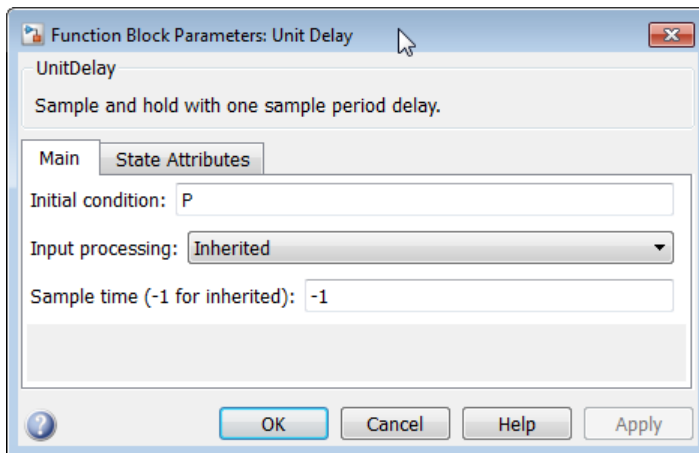 Function Block Parameters: Unit Delay
UnitDelay
Sample and hold with one sample period delay.
Main State Attributes
Initial condition: P
Input processing: Inherited
Sample time (-1 for inherited): -1
? OK Cancel Help Apply